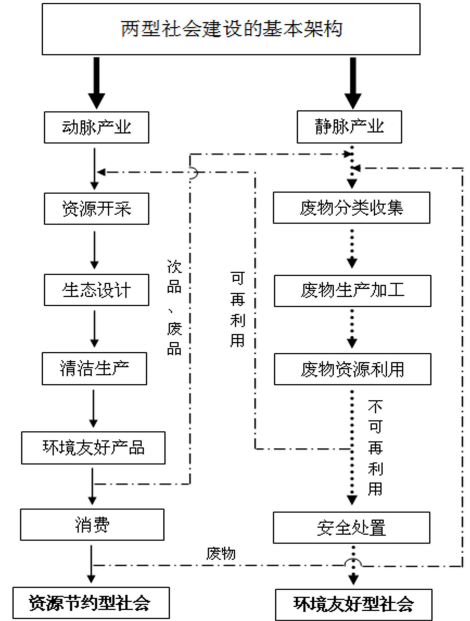 两型社会建设的基本架构
动脉产业
静脉产业
资源开采
废物分类收集
生态设计
废物生产加工
清洁生产
废物资源利用
环境友好产品
次品、废品
可再利用
不可再利用
消费
安全处置
废物
资源节约型社会
环境友好型社会